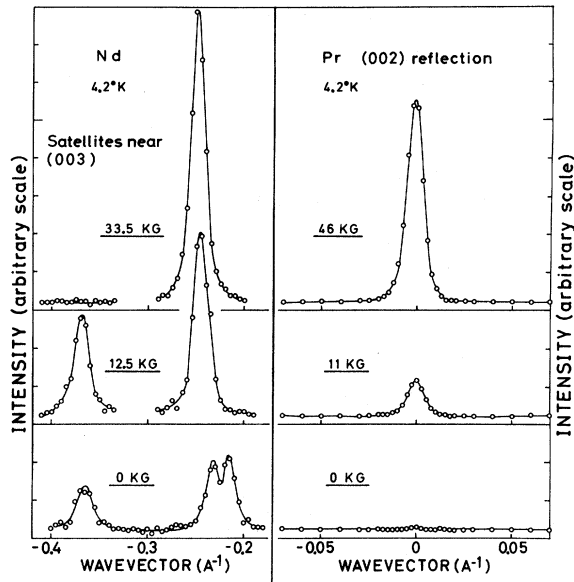 Nd
4.2°K
Satellites near
(003)
33.5 KG
12.5 KG
0 KG
-0.4
-0.3
-0.2
WAVEVECTOR (A⁻¹)
INTENSITY (arbitrary scale)
Pr (002) reflection
4.2°K
46 KG
11 KG
0 KG
-0.05
0
0.05
WAVEVECTOR (A⁻¹)
INTENSITY (arbitrary scale)